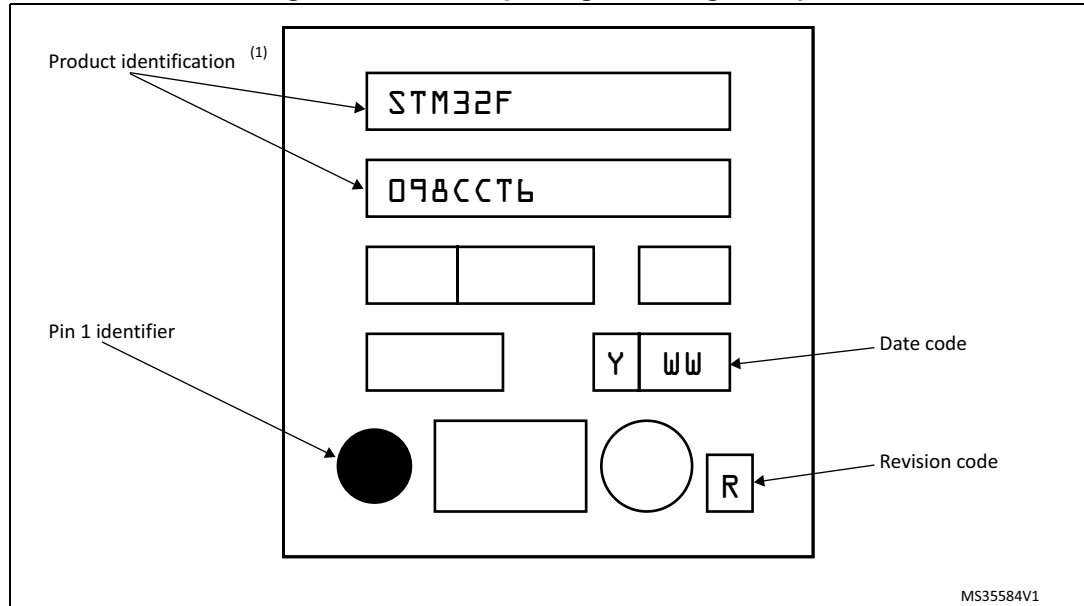 Product identification (1)
STM32F
098CCT6
Pin 1 identifier
Y WW
Date code
Revision code
R
MS35584V1